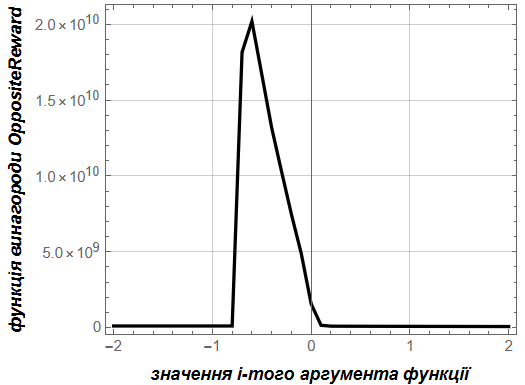 функція винагороди OppositeReward
2.0×10¹⁰
1.5×10¹⁰
1.0×10¹⁰
5.0×10⁹
0
−2 −1 0 1 2
значення i-того аргумента функції